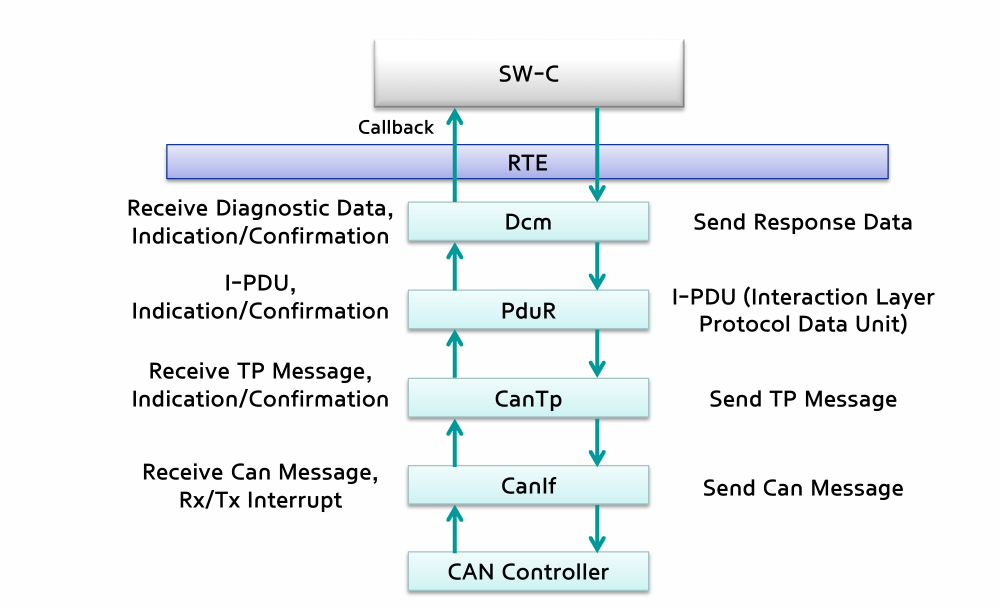 SW-C
Callback
RTE
Receive Diagnostic Data,
Indication/Confirmation
Dcm
Send Response Data
I-PDU,
Indication/Confirmation
PduR
I-PDU (Interaction Layer
Protocol Data Unit)
Receive TP Message,
Indication/Confirmation
CanTp
Send TP Message
Receive Can Message,
Rx/Tx Interrupt
CanIf
Send Can Message
CAN Controller